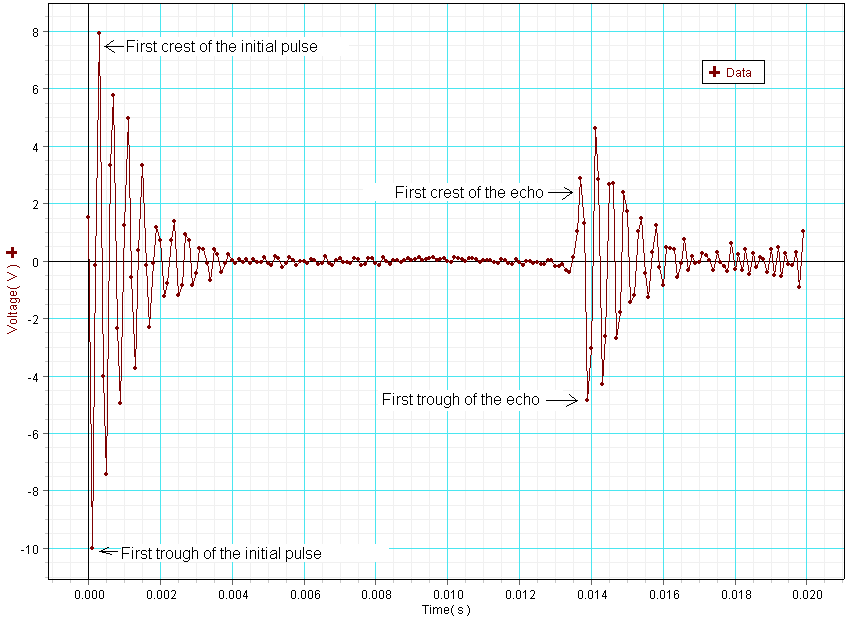 8
First crest of the initial pulse
Data
6
4
First crest of the echo
2
0
Voltage( V )
-2
-4
First trough of the echo
-6
-8
-10
First trough of the initial pulse
0.000 0.002 0.004 0.006 0.008 0.010 0.012 0.014 0.016 0.018 0.020
Time( s )